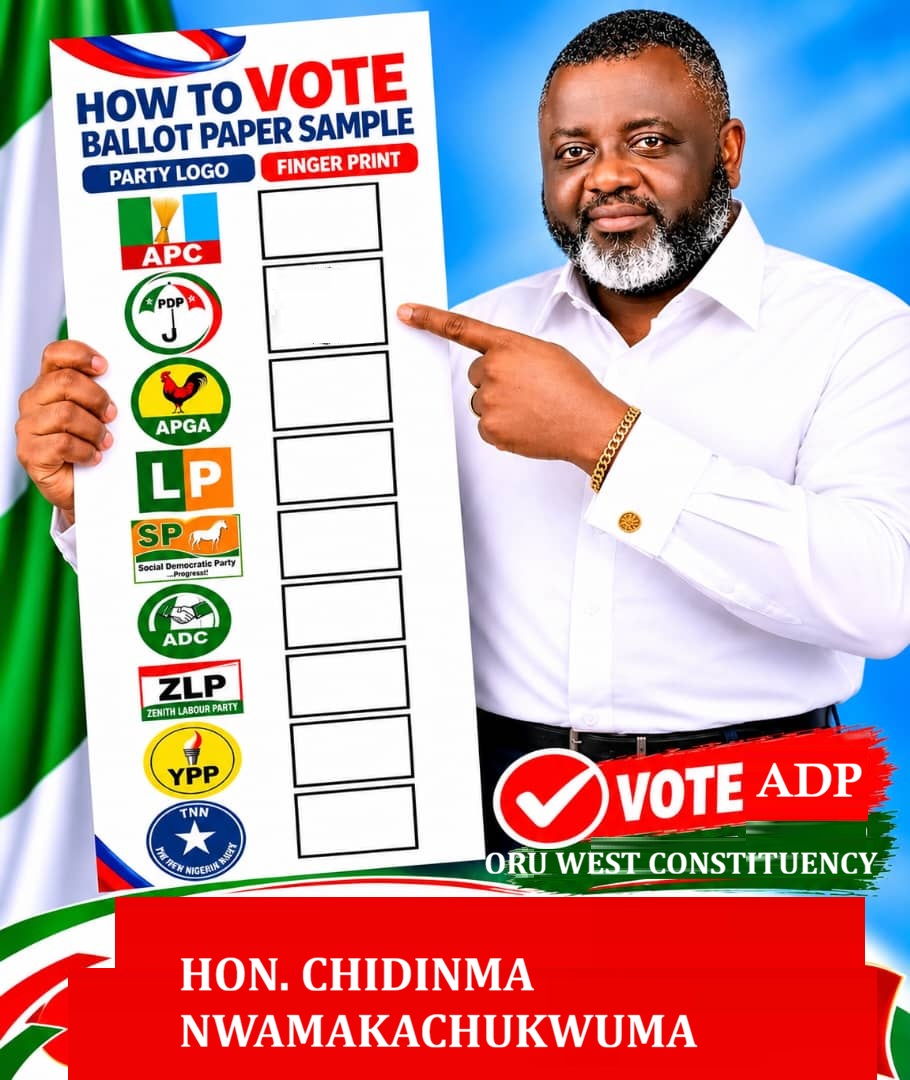 HOW TO VOTE
BALLOT PAPER SAMPLE
PARTY LOGO FINGER PRINT
APC
PDP
APGA
LP
SP
Social Democratic Party
...Progress!
ADC
ZLP
ZENITH LABOUR PARTY
YPP
TNN
VOTE ADP
ORU WEST CONSTITUENCY
HON. CHIDINMA
NWAMAKACHUKWUMA